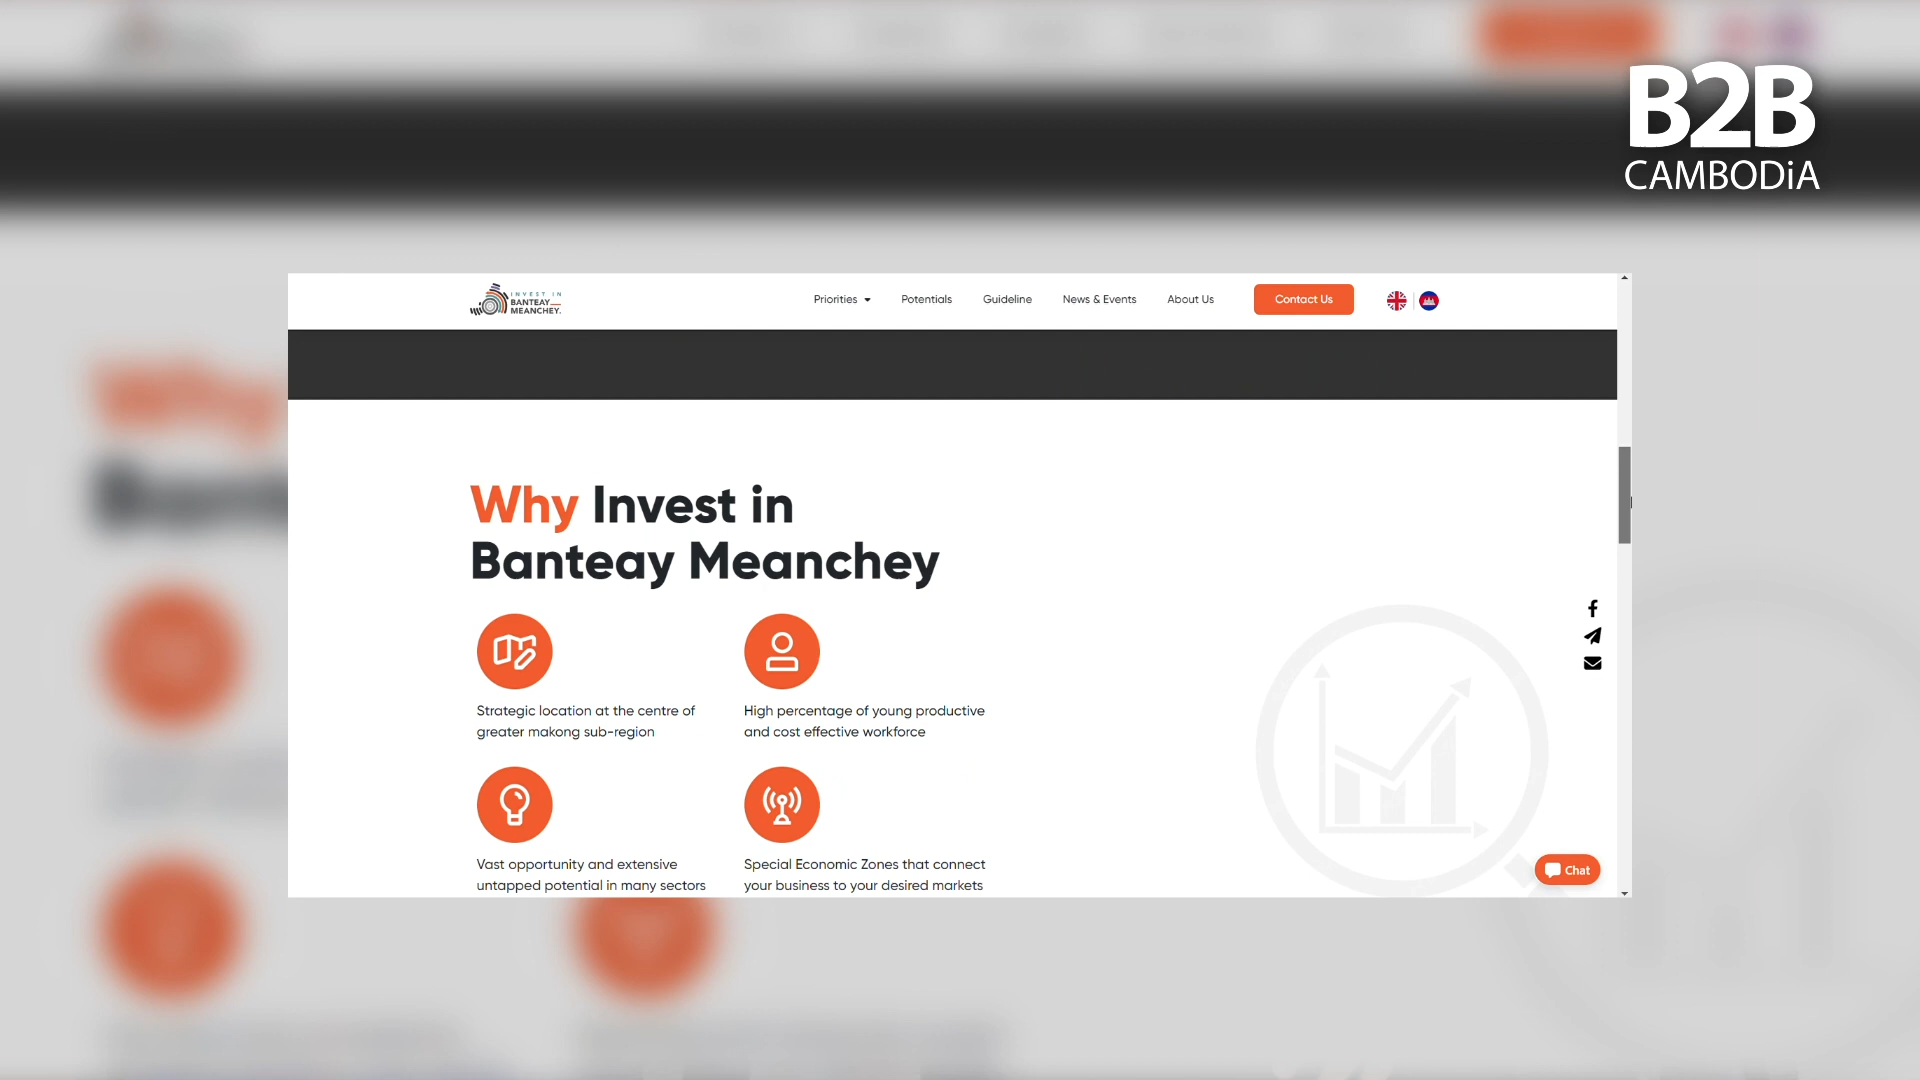 B2B
CAMBODiA
INVEST IN
BANTEAY
MEANCHEY.
Priorities
Potentials
Guideline
News & Events
About Us
Contact Us
Why Invest in
Banteay Meanchey
Strategic location at the centre of
greater makong sub-region
High percentage of young productive
and cost effective workforce
Vast opportunity and extensive
untapped potential in many sectors
Special Economic Zones that connect
your business to your desired markets
Chat